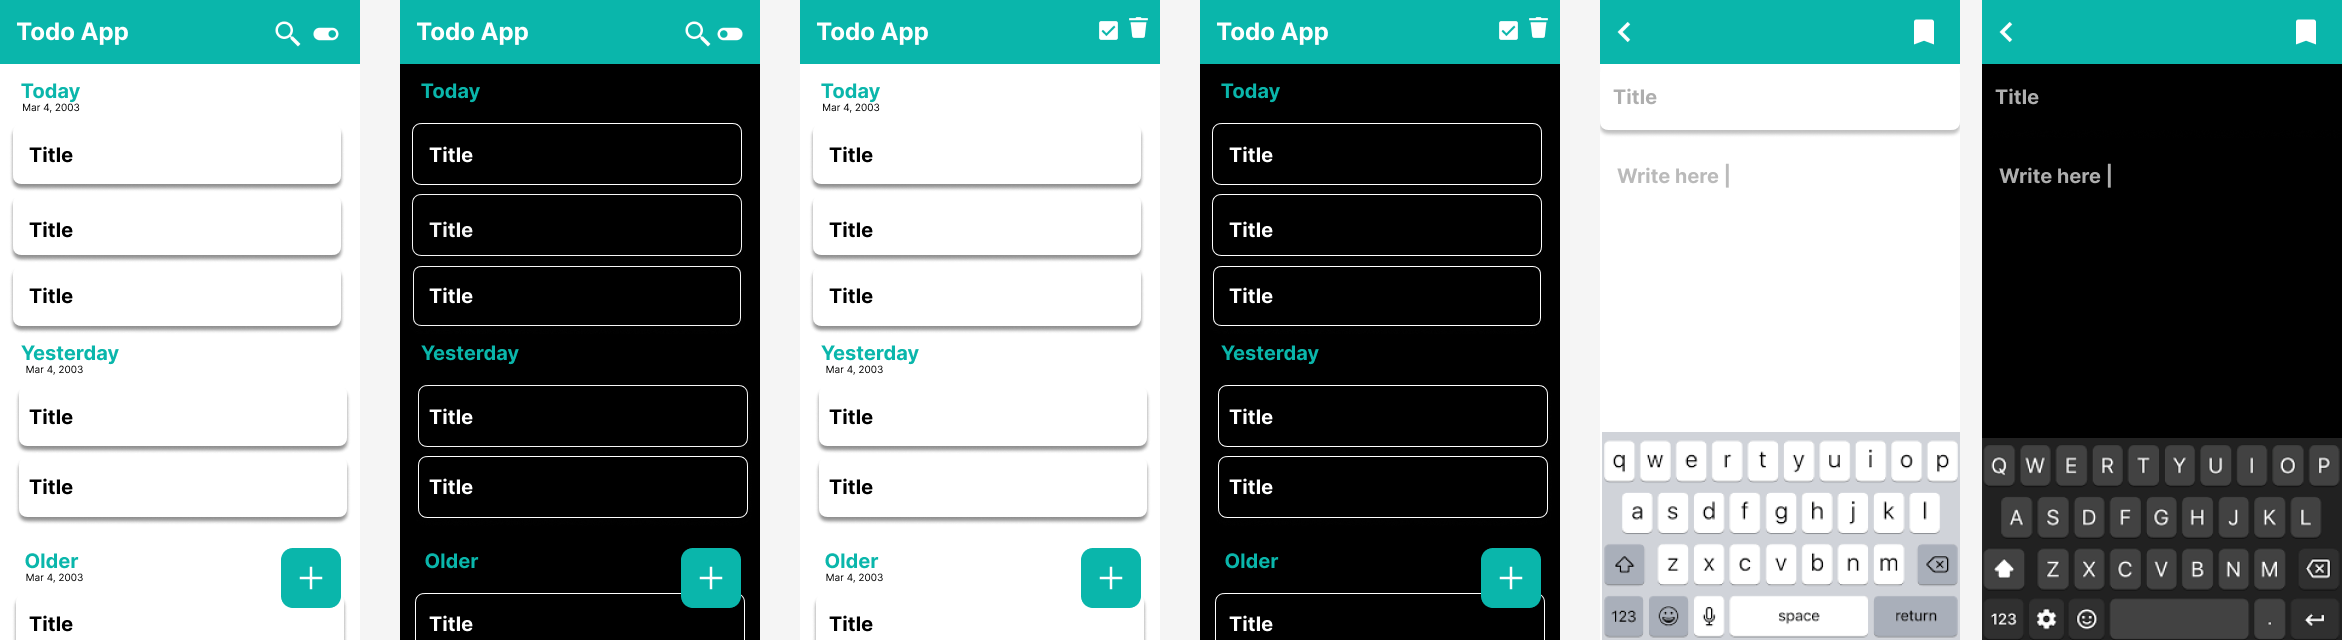 Todo App
Today
Mar 4, 2003
Title
Title
Title
Yesterday
Mar 4, 2003
Title
Title
Older
Mar 4, 2003
Title
Todo App
Today
Title
Title
Title
Yesterday
Title
Title
Older
Title
Todo App
Today
Mar 4, 2003
Title
Title
Title
Yesterday
Mar 4, 2003
Title
Title
Older
Mar 4, 2003
Title
Todo App
Today
Title
Title
Title
Yesterday
Title
Title
Older
Title
Title
Write here
q w e r t y u i o p
a s d f g h j k l
z x c v b n m
123 space return
Title
Write here
Q W E R T Y U I O P
A S D F G H J K L
Z X C V B N M
123 .